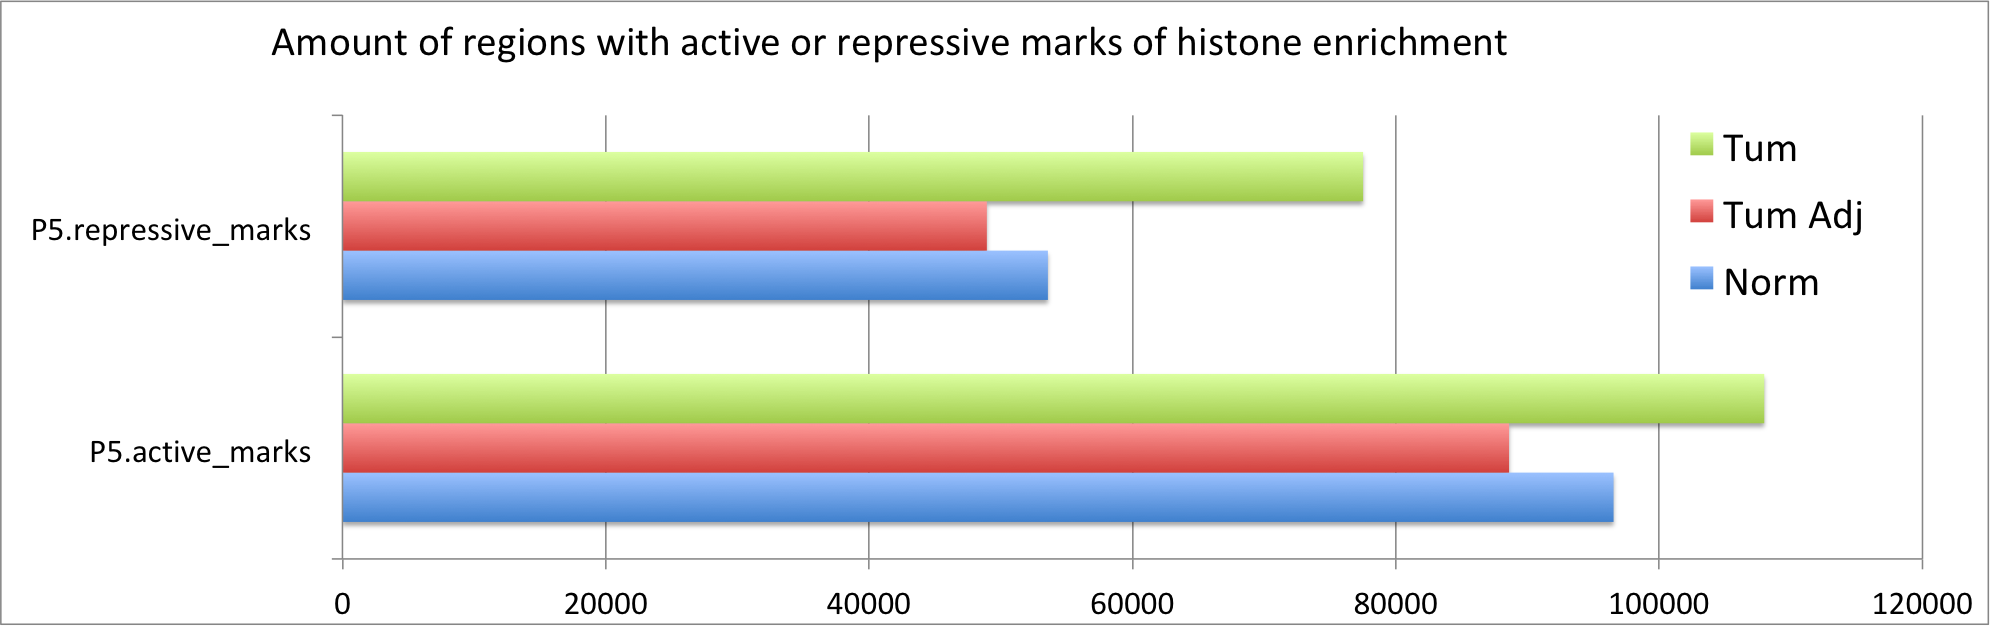 Amount of regions with active or repressive marks of histone enrichment
Tum
Tum Adj
Norm
P5.repressive_marks
P5.active_marks
0 20000 40000 60000 80000 100000 120000